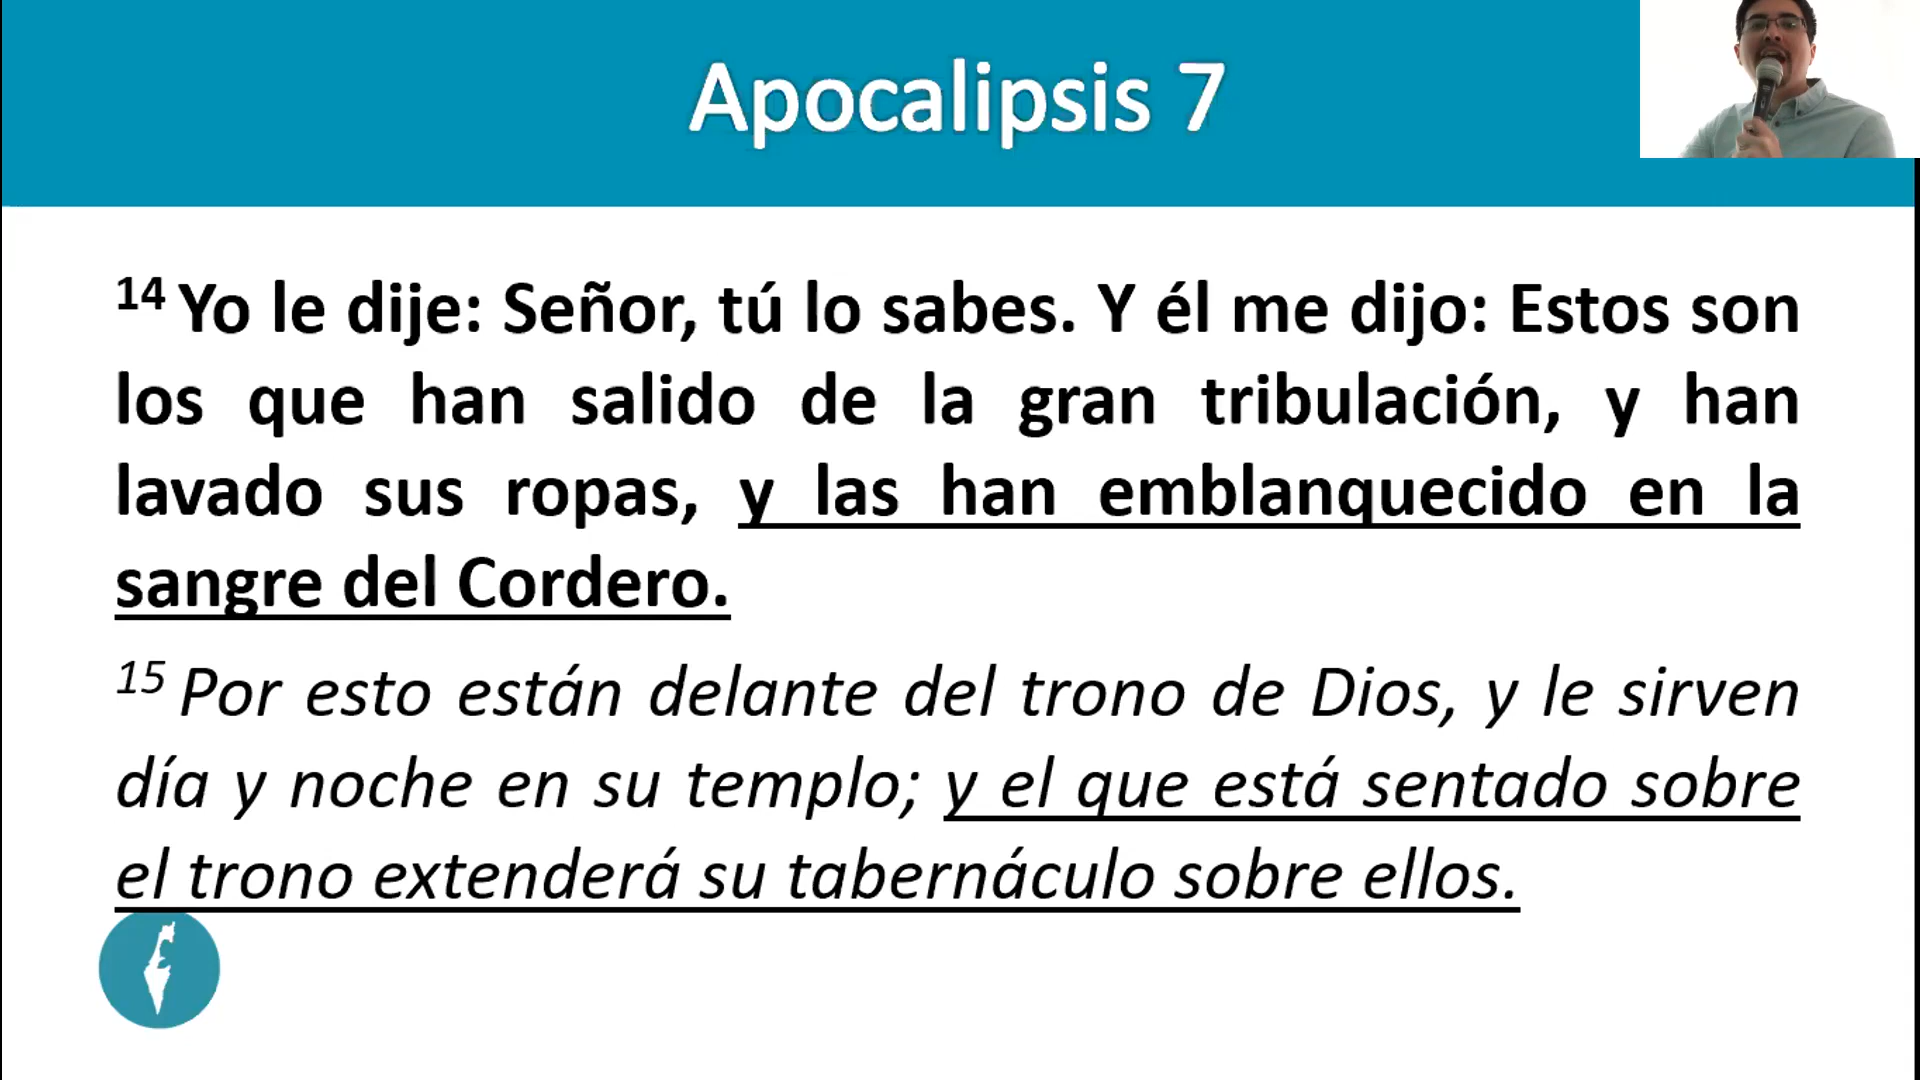 Apocalipsis 7
14 Yo le dije: Señor, tú lo sabes. Y él me dijo: Estos son
los que han salido de la gran tribulación, y han
lavado sus ropas, y las han emblanquecido en la
sangre del Cordero.
15 Por esto están delante del trono de Dios, y le sirven
día y noche en su templo; y el que está sentado sobre
el trono extenderá su tabernáculo sobre ellos.